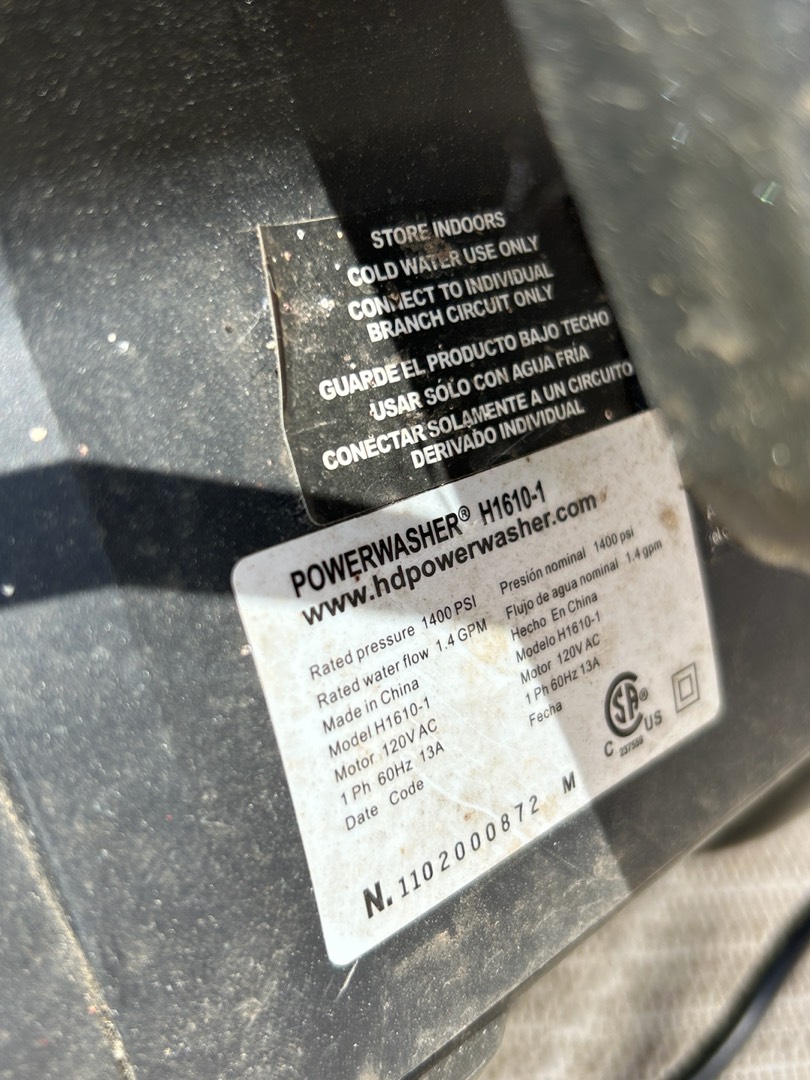 STORE INDOORS
COLD WATER USE ONLY
CONNECT TO INDIVIDUAL
BRANCH CIRCUIT ONLY
GUARDE EL PRODUCTO BAJO TECHO
USAR SÓLO CON AGUA FRÍA
CONECTAR SOLAMENTE A UN CIRCUITO
DERIVADO INDIVIDUAL
POWERWASHER® H1610-1
www.hdpowerwasher.com
Rated pressure 1400 PSI
Rated water flow 1.4 GPM
Made in China
Model H1610-1
Motor 120V AC
1 Ph 60Hz 13A
Date Code
Presión nominal 1400 psi
Flujo de agua nominal 1.4 gpm
Hecho En China
Modelo H1610-1
Motor 120V AC
1 Ph 60Hz 13A
Fecha
CSA®
C US
237559
N. 1102000872 M